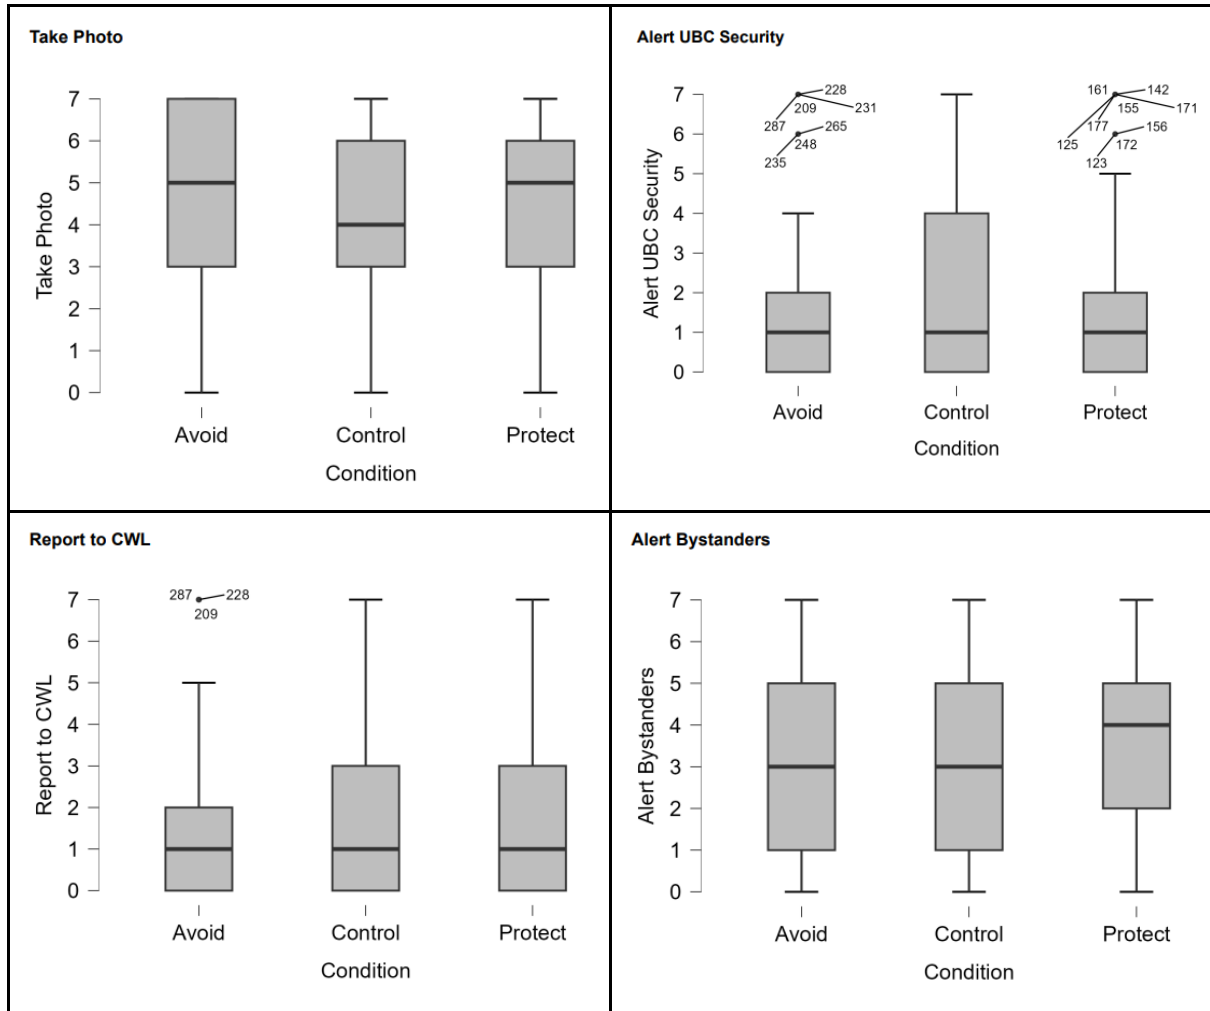 Take Photo
7
6
5
4
3
2
1
0
Take Photo
Avoid Control Protect
Condition
Alert UBC Security
7
6
5
4
3
2
1
0
Alert UBC Security
228
209 231
287
265
248
235
161 142
155 171
177
125
156
172
123
Avoid Control Protect
Condition
Report to CWL
7
6
5
4
3
2
1
0
Report to CWL
287 228
209
Avoid Control Protect
Condition
Alert Bystanders
7
6
5
4
3
2
1
0
Alert Bystanders
Avoid Control Protect
Condition